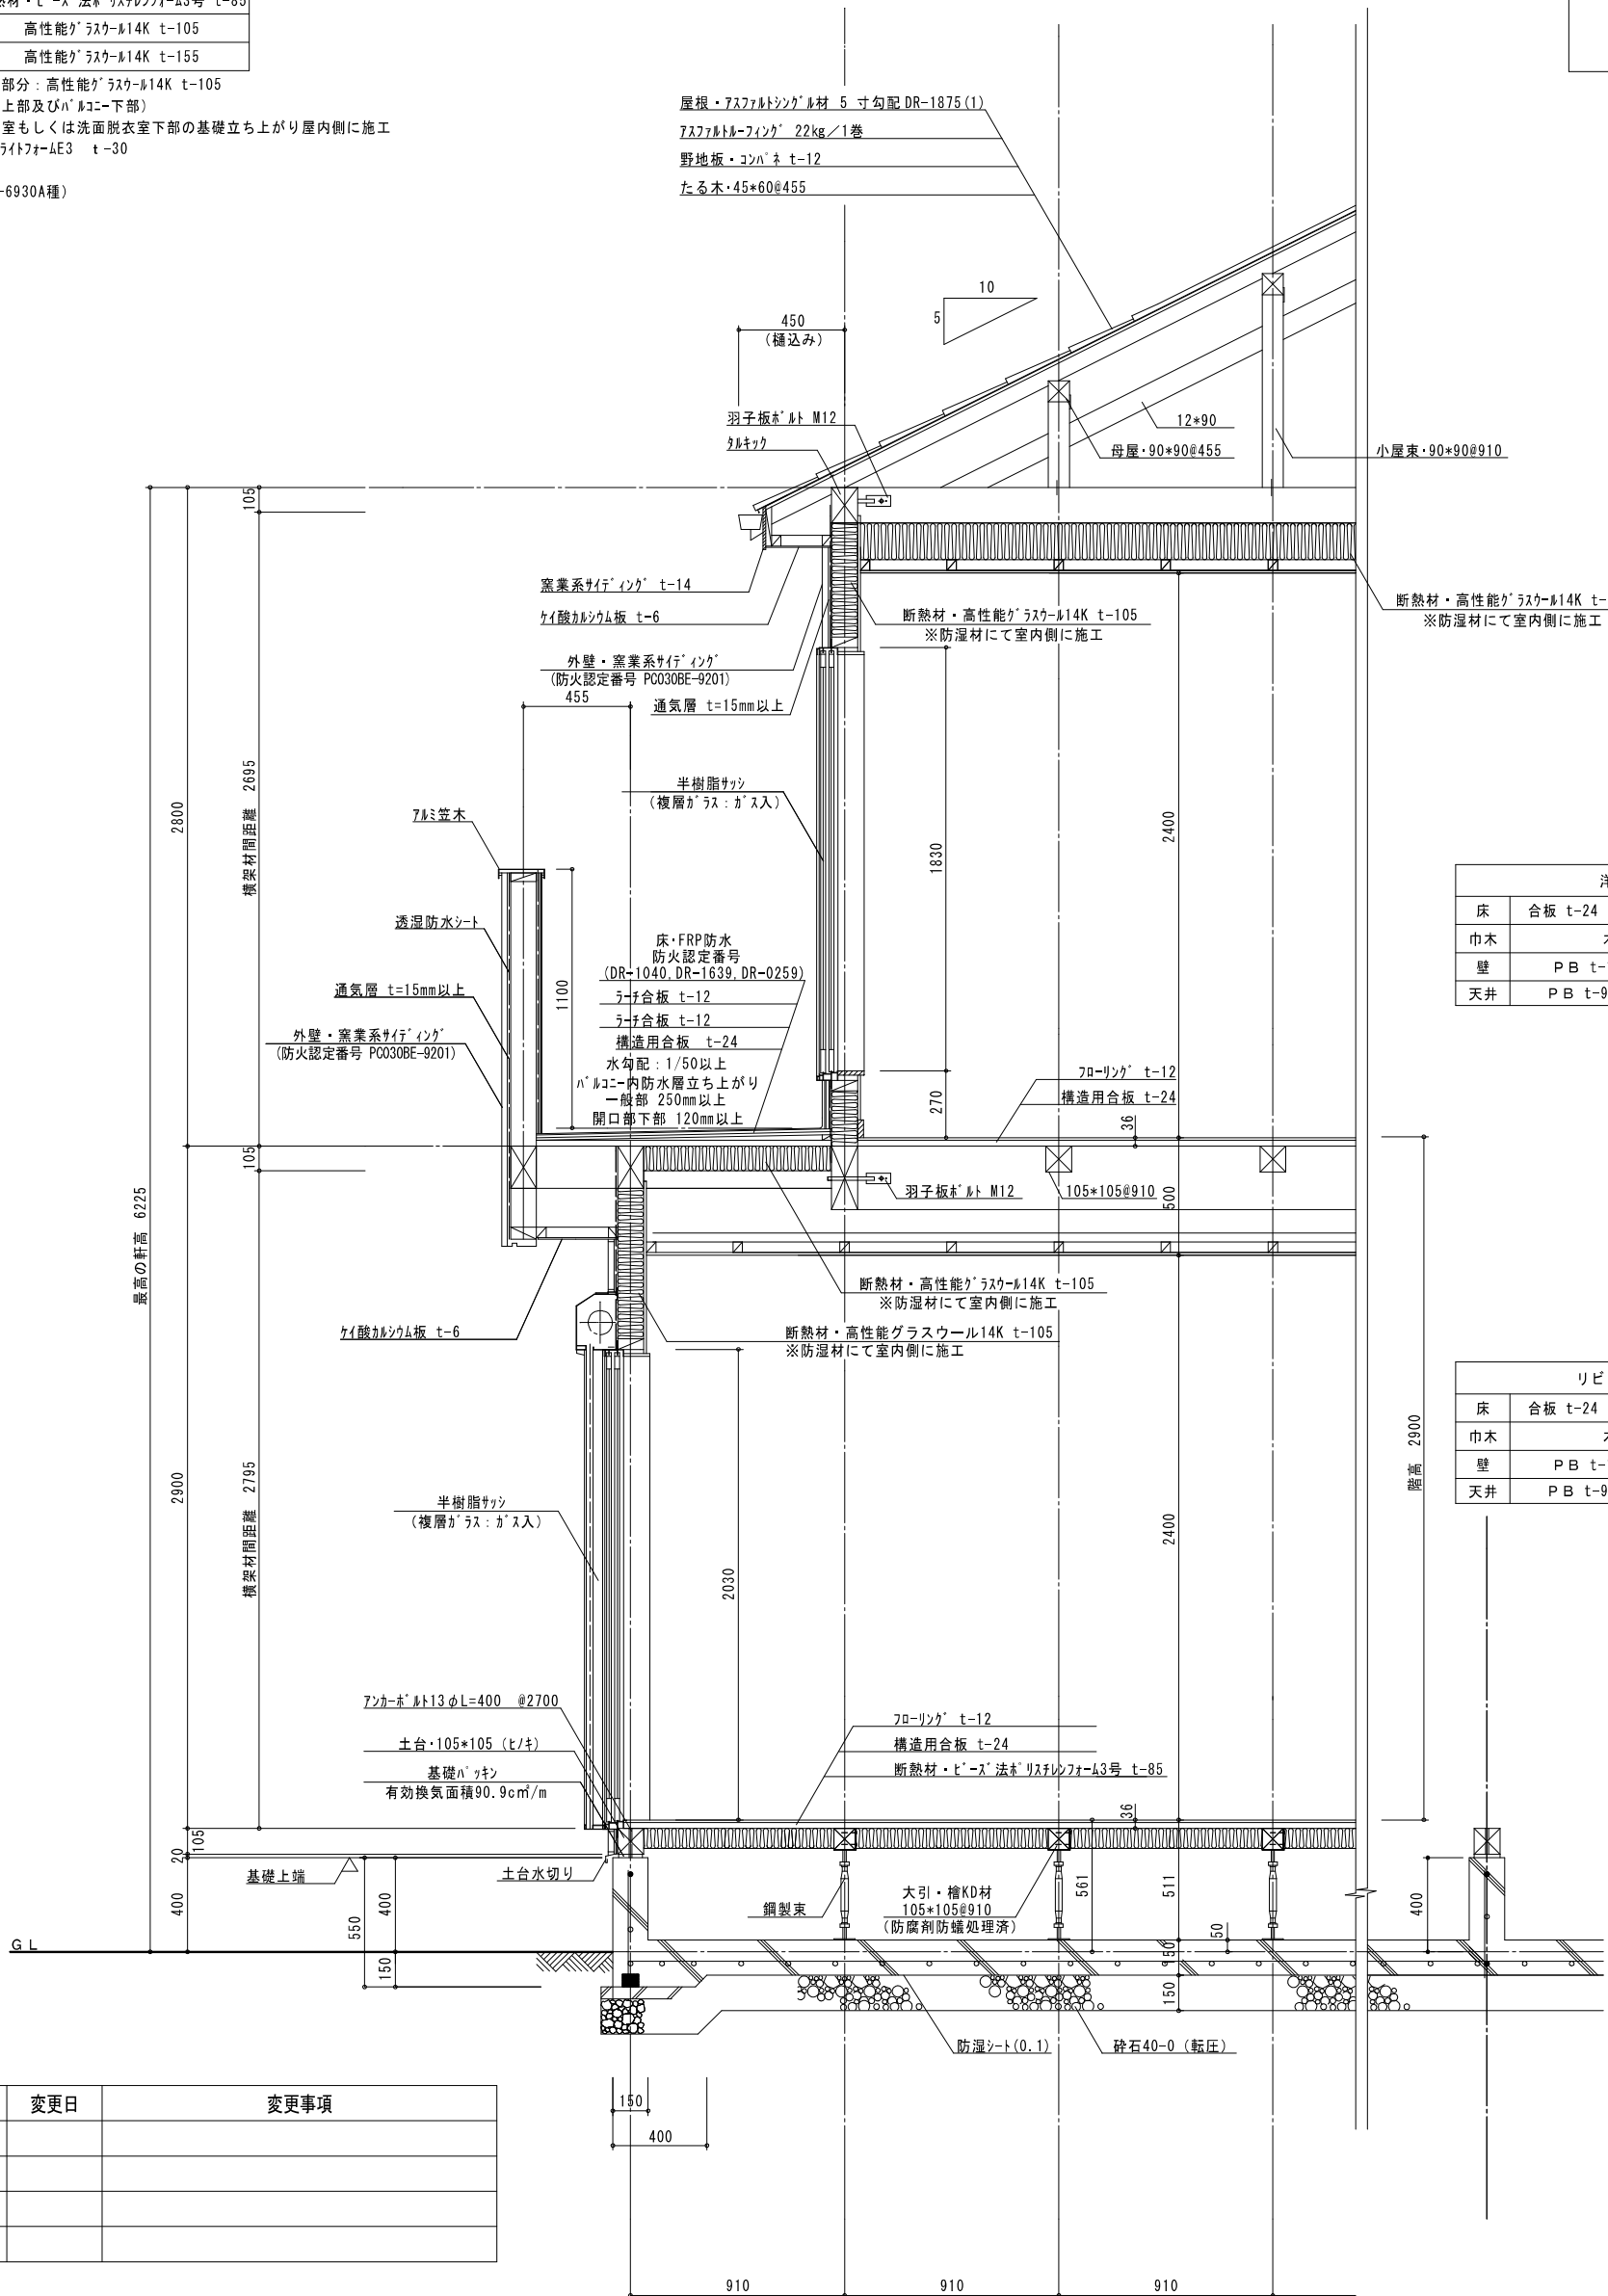 熱材・ビーズ法ポリスチレンフォーム3号 t-85
高性能グラスウール14K t-105
高性能グラスウール14K t-155
部分：高性能グラスウール14K t-105
上部及びバルコニー下部）
室もしくは洗面脱衣室下部の基礎立ち上がり屋内側に施工
ライトフォームE3 t-30
-6930A種）
屋根・アスファルトシングル材 5 寸勾配 DR-1875(1)
アスファルトルーフィング 22kg／1巻
野地板・コンパネ t-12
たる木・45*60@455
10
5
450
（樋込み）
羽子板ボルト M12
タルキック
12*90
母屋・90*90@455
小屋束・90*90@910
105
窯業系サイディング t-14
ケイ酸カルシウム板 t-6
断熱材・高性能グラスウール14K t-105
※防湿材にて室内側に施工
断熱材・高性能グラスウール14K t-
※防湿材にて室内側に施工
外壁・窯業系サイディング
(防火認定番号 PC030BE-9201)
455
通気層 t=15mm以上
2800
横架材間距離 2695
半樹脂サッシ
（複層ガラス：ガス入）
アルミ笠木
1830
2400
透湿防水シート
床・FRP防水
防火認定番号
(DR-1040,DR-1639,DR-0259)
通気層 t=15mm以上
1100
ラーチ合板 t-12
ラーチ合板 t-12
外壁・窯業系サイディング
(防火認定番号 PC030BE-9201)
構造用合板 t-24
水勾配：1/50以上
バルコニー内防水層立ち上がり
一般部 250mm以上
開口部下部 120mm以上
270
フローリング t-12
構造用合板 t-24
36
床 合板 t-24
巾木
壁 PB t-
天井 PB t-9
105
羽子板ボルト M12
105*105@910
500
最高の軒高 6225
断熱材・高性能グラスウール14K t-105
※防湿材にて室内側に施工
ケイ酸カルシウム板 t-6
断熱材・高性能グラスウール14K t-105
※防湿材にて室内側に施工
リビ
床 合板 t-24
巾木
壁 PB t-
天井 PB t-9
2900
横架材間距離 2795
半樹脂サッシ
（複層ガラス：ガス入）
2030
2400
階高 2900
アンカーボルト13φL=400 @2700
土台・105*105（ヒノキ）
基礎パッキン
有効換気面積90.9c㎡/m
フローリング t-12
構造用合板 t-24
断熱材・ビーズ法ポリスチレンフォーム3号 t-85
36
105
20
基礎上端
土台水切り
400
400
550
150
鋼製束
大引・檜KD材
105*105@910
（防腐剤防蟻処理済）
561
511
50
400
GL
150
150
防湿シート(0.1)
砕石40-0（転圧）
変更日 変更事項
150
400
910 910 910